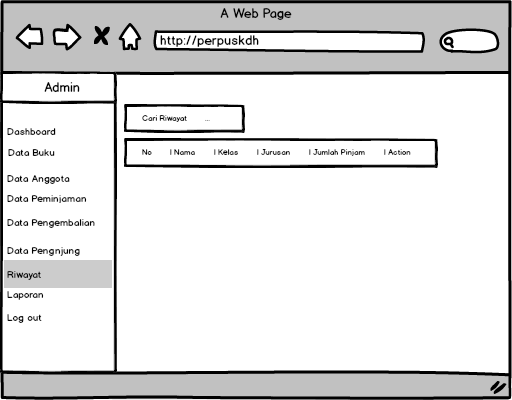 A Web Page
http://perpuskdh
Admin
Dashboard
Data Buku
Data Anggota
Data Peminjaman
Data Pengembalian
Data Pengnjung
Riwayat
Laporan
Log out
Cari Riwayat ...
No | Nama | Kelas | Jurusan | Jumlah Pinjam | Action